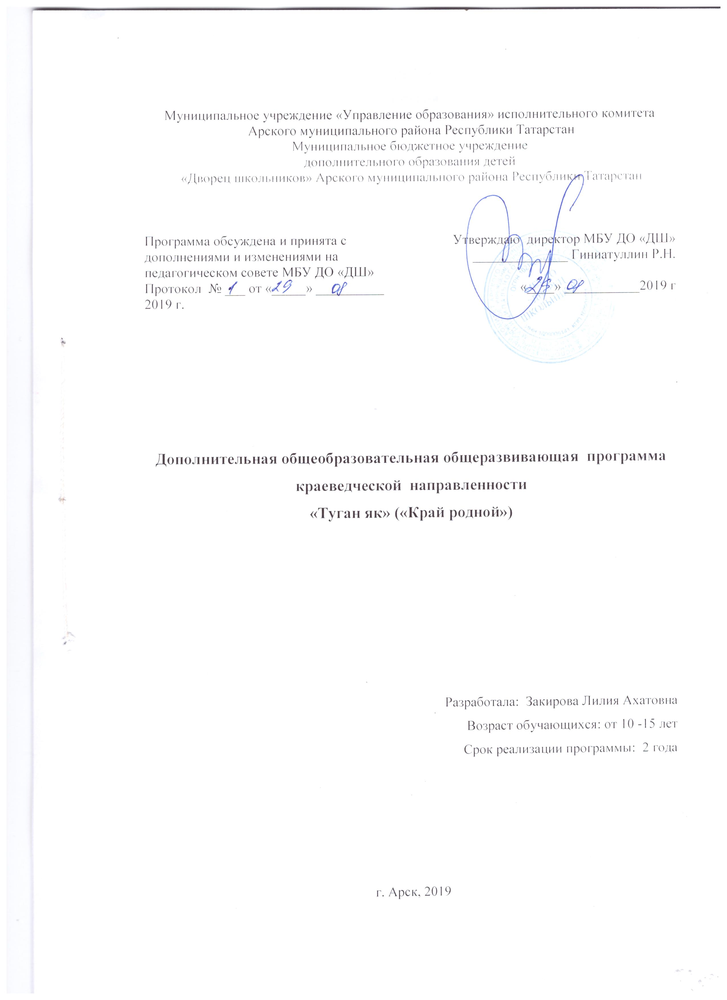 Муниципальное учреждение «Управление образования» исполнительного комитета
Арского муниципального района Республики Татарстан
Муниципальное бюджетное учреждение
дополнительного образования детей
«Дворец школьников» Арского муниципального района Республики Татарстан
Программа обсуждена и принята с
дополнениями и изменениями на
педагогическом совете МБУ ДО «ДШ»
Протокол № 1 от «29» 08
2019 г.
Утверждаю директор МБУ ДО «ДШ»
Гиниатуллин Р.Н.
« » 08 2019 г
ШКОЛЬНИКОВ
Дополнительная общеобразовательная общеразвивающая программа
краеведческой направленности
«Туган як» («Край родной»)
Разработала: Закирова Лилия Ахатовна
Возраст обучающихся: от 10 -15 лет
Срок реализации программы: 2 года
г. Арск, 2019